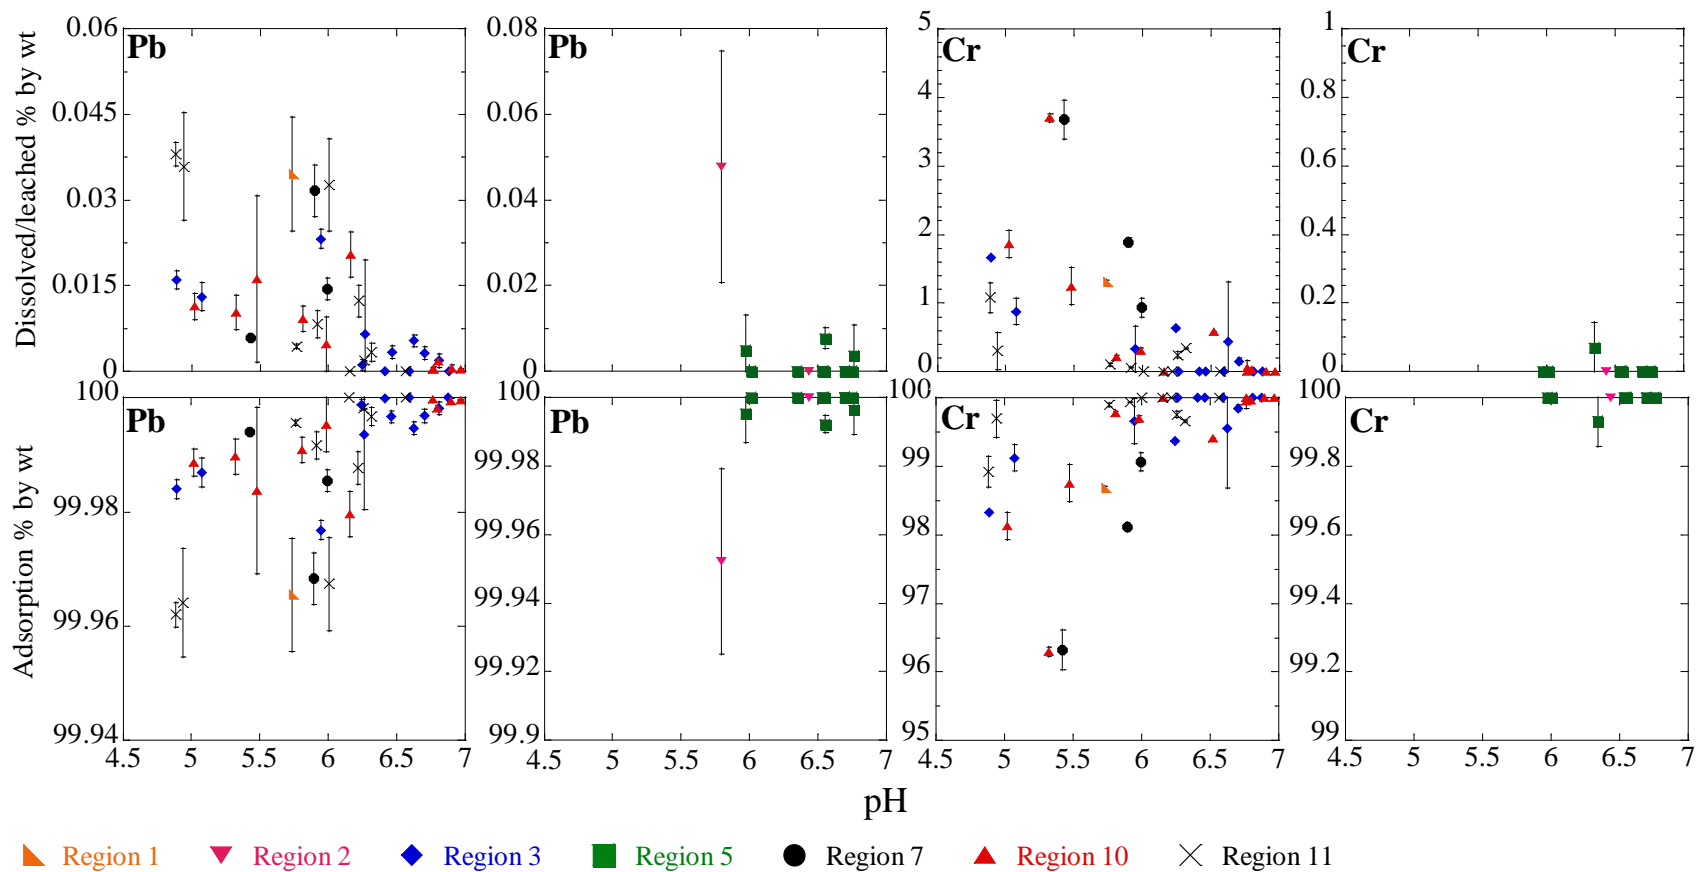 Dissolved/leached % by wt
0.06
0.045
0.03
0.015
0
Pb
0.08
0.06
0.04
0.02
0
Pb
5
4
3
2
1
0
Cr
1
0.8
0.6
0.4
0.2
0
Cr
Adsorption % by wt
100
99.98
99.96
99.94
Pb
4.5 5 5.5 6 6.5 7
100
99.98
99.96
99.94
99.92
99.9
Pb
4.5 5 5.5 6 6.5 7
100
99
98
97
96
95
Cr
4.5 5 5.5 6 6.5 7
100
99.8
99.6
99.4
99.2
99
Cr
4.5 5 5.5 6 6.5 7
pH
Region 1 Region 2 Region 3 Region 5 Region 7 Region 10 Region 11